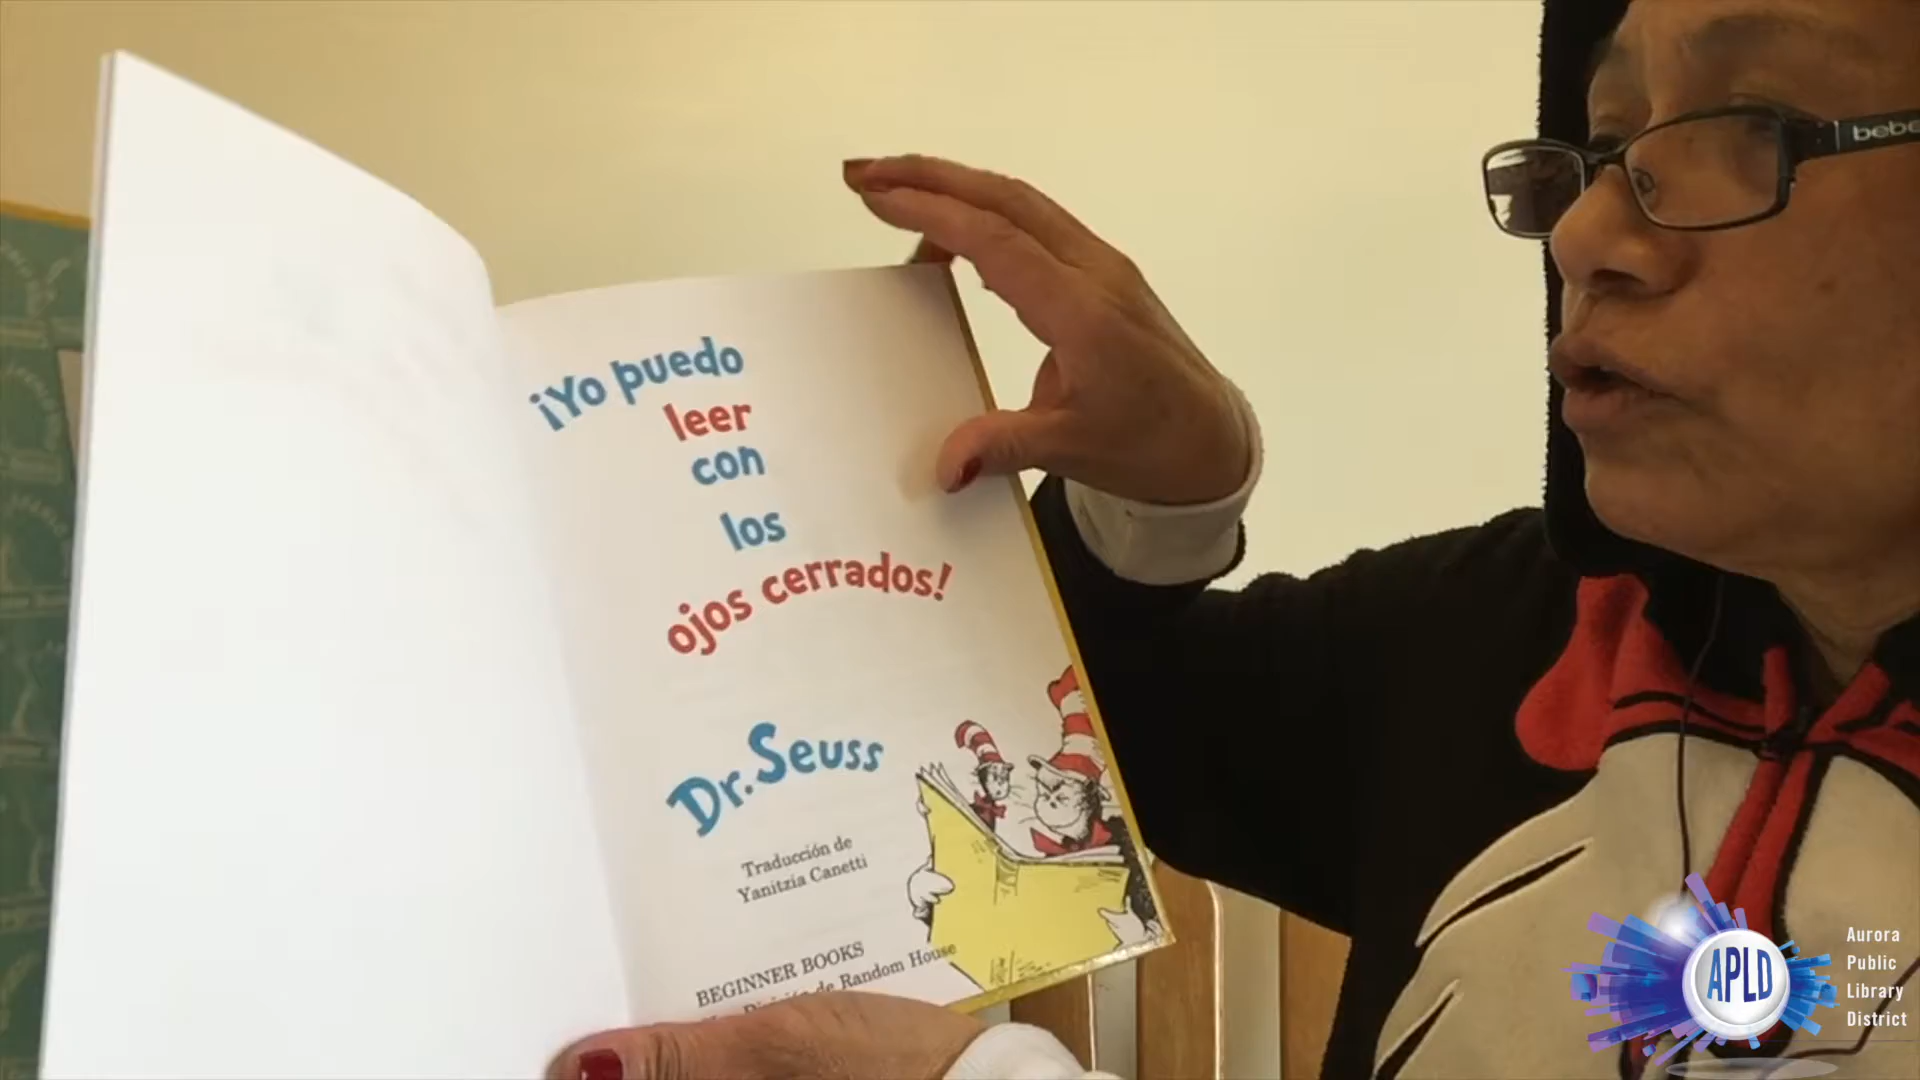 ¡Yo puedo
leer
con
los
ojos cerrados!
Dr. Seuss
Traducción de
Yanitzia Canetti
BEGINNER BOOKS
División de Random House
bebe
APLD
Aurora
Public
Library
District